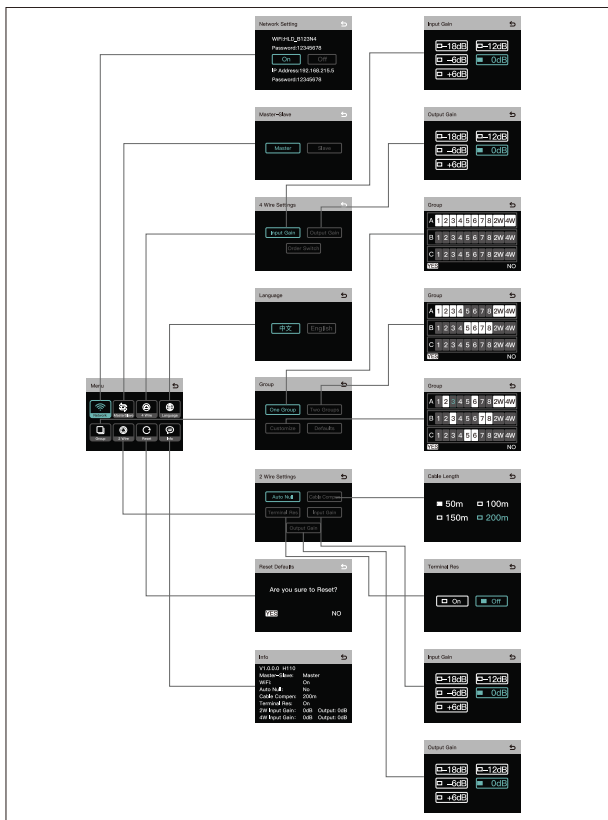 Network Setting
WiFi:HLD_B123N4
Password:12345678
On Off
IP Address:192.168.215.5
Password:12345678
Input Gain
-18dB -12dB
-6dB 0dB
+6dB
Master-Slave
Master Slave
Output Gain
-18dB -12dB
-6dB 0dB
+6dB
4 Wire Settings
Input Gain Output Gain
Order Switch
Group
A 1 2 3 4 5 6 7 8 2W 4W
B 1 2 3 4 5 6 7 8 2W 4W
C 1 2 3 4 5 6 7 8 2W 4W
YES NO
Language
中文 English
Group
A 1 2 3 4 5 6 7 8 2W 4W
B 1 2 3 4 5 6 7 8 2W 4W
C 1 2 3 4 5 6 7 8 2W 4W
YES NO
Menu
Network Master-Slave 4 Wire Language
Group 2 Wire Reset Info
Group
One Group Two Groups
Customise Defaults
Group
A 1 2 3 4 5 6 7 8 2W 4W
B 1 2 3 4 5 6 7 8 2W 4W
C 1 2 3 4 5 6 7 8 2W 4W
YES NO
2 Wire Settings
Auto Null Cable Compen
Terminal Res Input Gain
Output Gain
Cable Length
50m 100m
150m 200m
Reset Defaults
Are you sure to Reset?
YES NO
Terminal Res
On Off
Info
V1.0.0.0 H110
Master-Slave: Master
WiFi: On
Auto Null: No
Cable Compen: 200m
Terminal Res: On
2W Input Gain: 0dB Output: 0dB
4W Input Gain: 0dB Output: 0dB
Input Gain
-18dB -12dB
-6dB 0dB
+6dB
Output Gain
-18dB -12dB
-6dB 0dB
+6dB